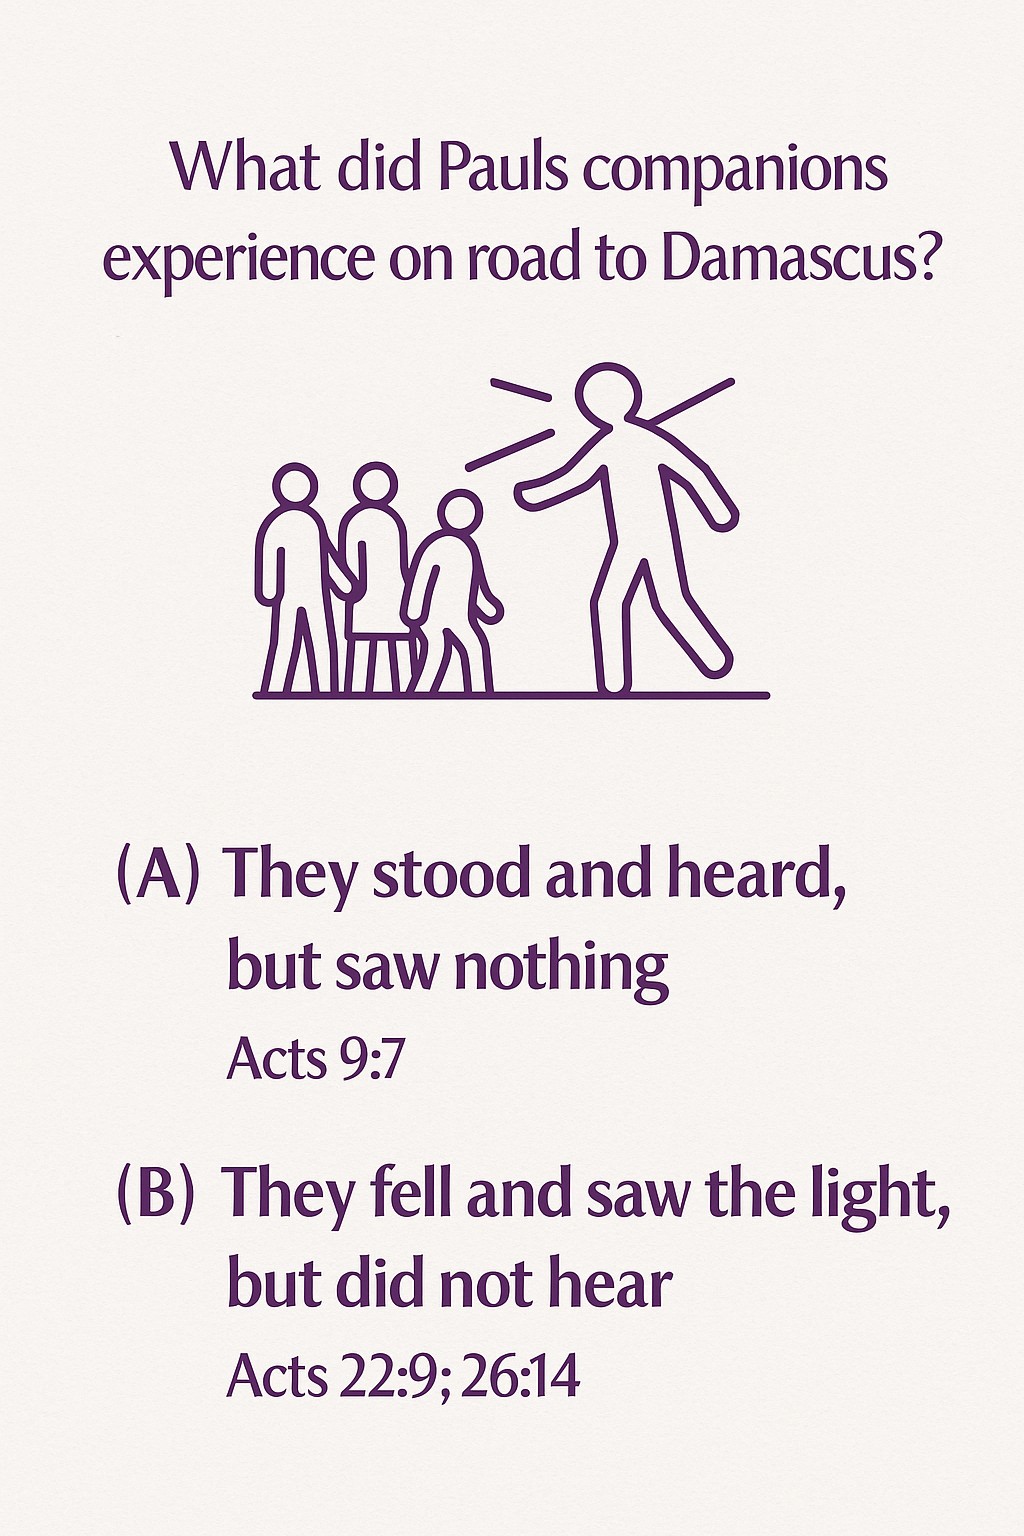 What did Pauls companions
experience on road to Damascus?
(A) They stood and heard,
but saw nothing
Acts 9:7
(B) They fell and saw the light,
but did not hear
Acts 22:9; 26:14